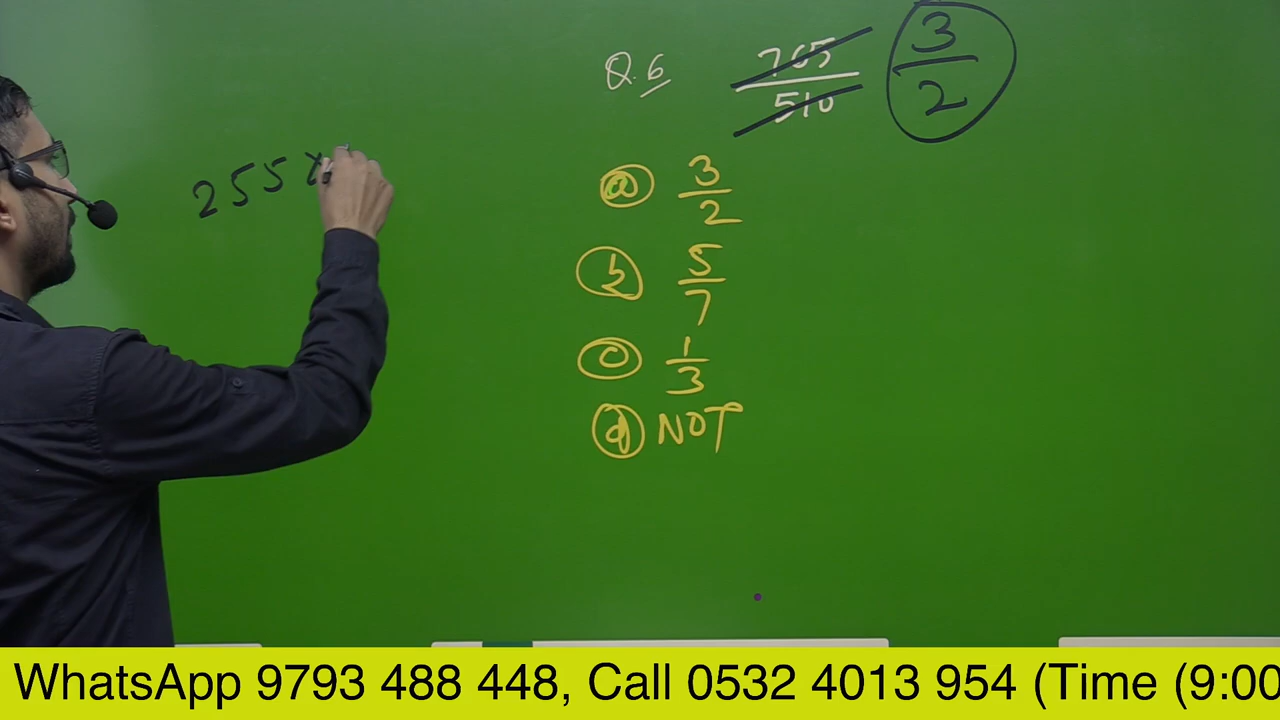 Q.6 765/510 3/2
255 ×
(a) 3/2
(b) 5/7
(c) 1/3
(d) NOT
WhatsApp 9793 488 448, Call 0532 4013 954 (Time (9:00